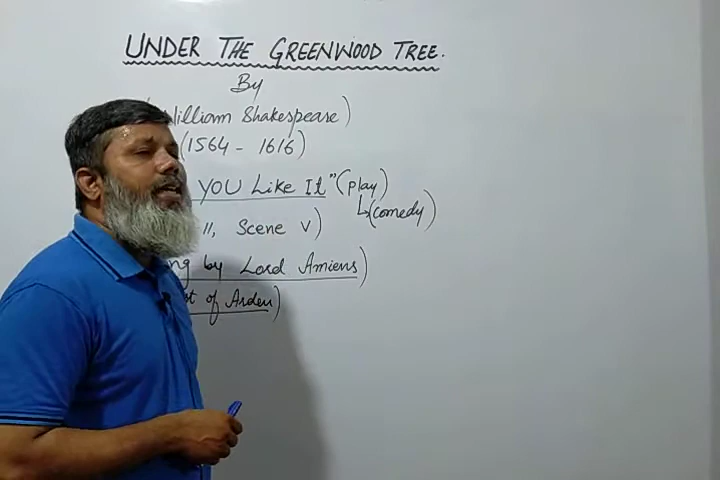 UNDER THE GREENWOOD TREE.
By
William Shakespeare)
(1564 - 1616)
YOU Like It" (play)
↳(comedy)
II, Scene V)
by Lord Amiens)
of Arden)